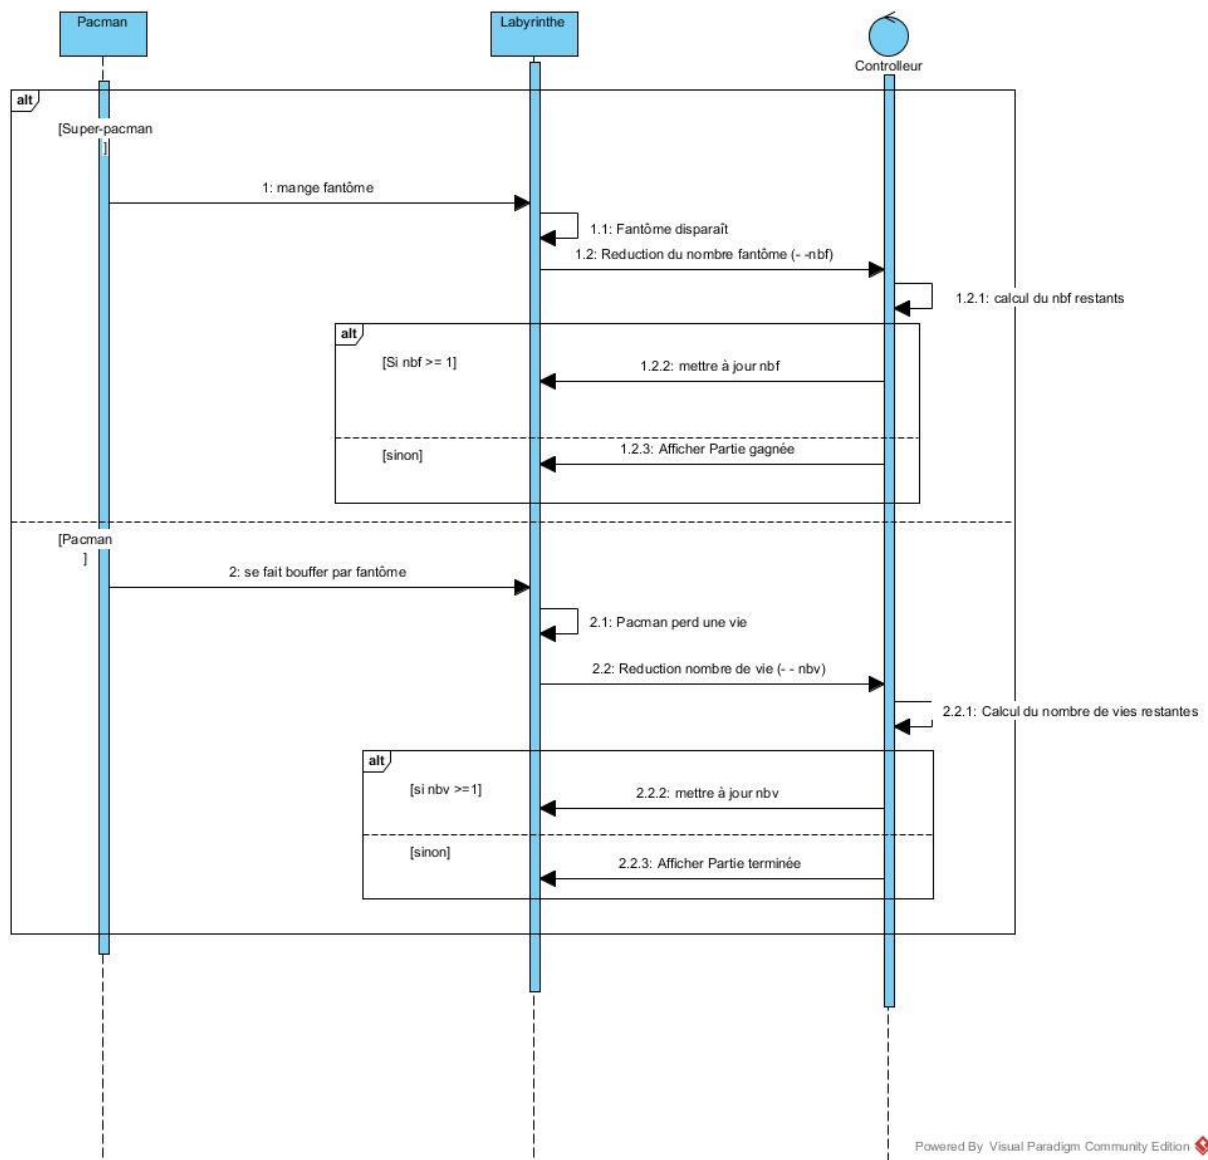 Pacman
Labyrinthe
Controlleur
alt
[Super-pacman
]
1: mange fantôme
1.1: Fantôme disparaît
1.2: Reduction du nombre fantôme (- -nbf)
1.2.1: calcul du nbf restants
alt
[Si nbf >= 1]
1.2.2: mettre à jour nbf
1.2.3: Afficher Partie gagnée
[sinon]
[Pacman
]
2: se fait bouffer par fantôme
2.1: Pacman perd une vie
2.2: Reduction nombre de vie (- - nbv)
2.2.1: Calcul du nombre de vies restantes
alt
[si nbv >=1]
2.2.2: mettre à jour nbv
[sinon]
2.2.3: Afficher Partie terminée
Powered By Visual Paradigm Community Edition